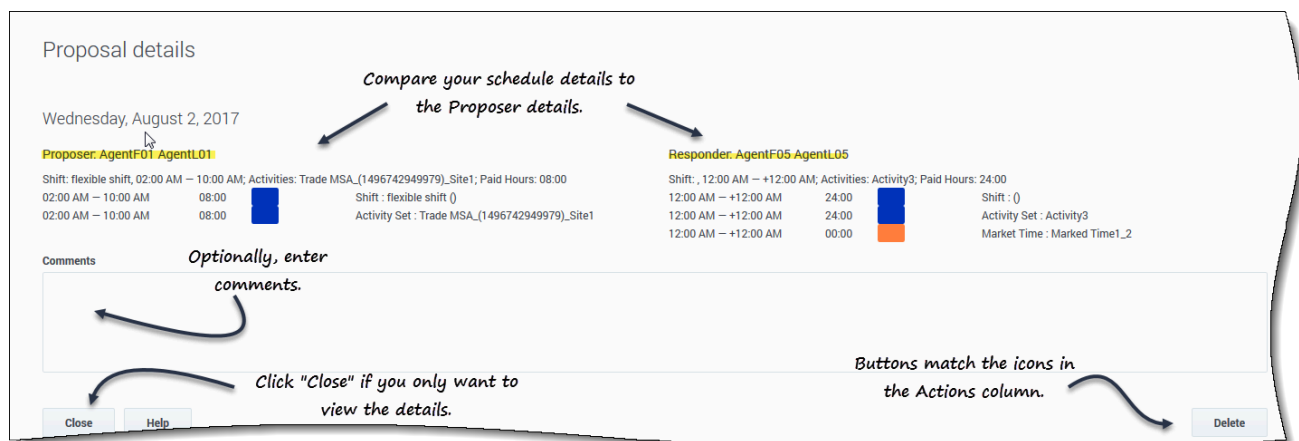 Proposal details
Compare your schedule details to
the Proposer details.
Wednesday, August 2, 2017
Proposer: AgentF01 AgentL01
Shift: flexible shift, 02:00 AM — 10:00 AM; Activities: Trade MSA_(1496742949979)_Site1; Paid Hours: 08:00
02:00 AM — 10:00 AM 08:00 Shift : flexible shift ()
02:00 AM — 10:00 AM 08:00 Activity Set : Trade MSA_(1496742949979)_Site1
Responder: AgentF05 AgentL05
Shift: , 12:00 AM — +12:00 AM; Activities: Activity3; Paid Hours: 24:00
12:00 AM — +12:00 AM 24:00 Shift : ()
12:00 AM — +12:00 AM 24:00 Activity Set : Activity3
12:00 AM — +12:00 AM 00:00 Market Time : Marked Time1_2
Comments
Optionally, enter
comments.
Click "Close" if you only want to
view the details.
Buttons match the icons in
the Actions column.
Close Help Delete